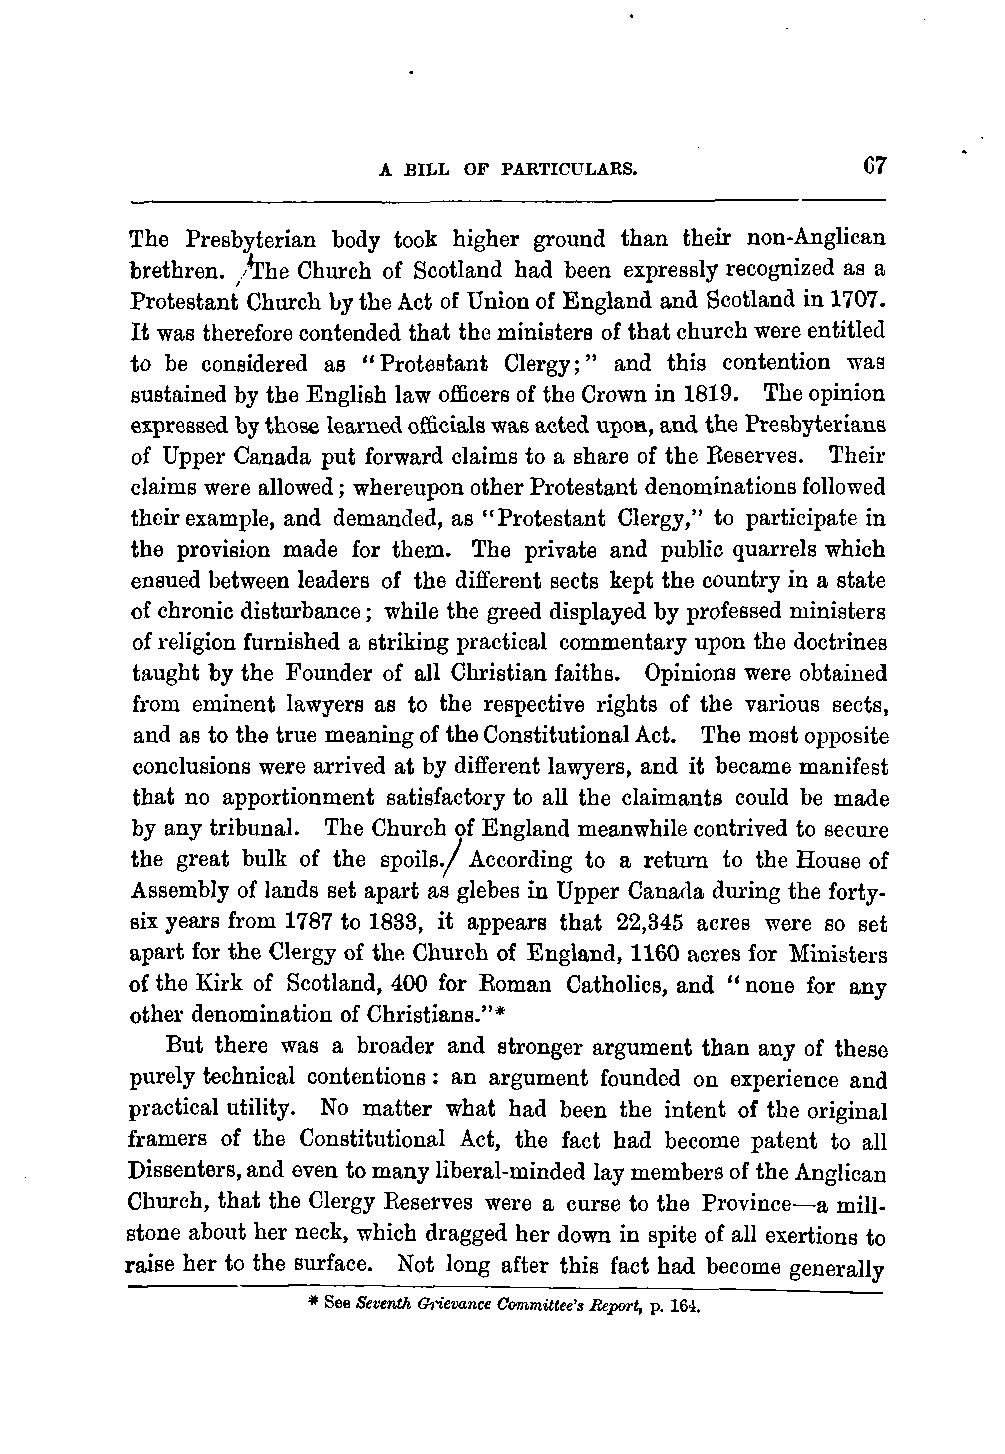 A BILL OF PARTICULARS. 67
The Presbyterian body took higher ground than their non-Anglican
brethren. The Church of Scotland had been expressly recognized as a
Protestant Church by the Act of Union of England and Scotland in 1707.
It was therefore contended that the ministers of that church were entitled
to be considered as "Protestant Clergy;" and this contention was
sustained by the English law officers of the Crown in 1819. The opinion
expressed by those learned officials was acted upon, and the Presbyterians
of Upper Canada put forward claims to a share of the Reserves. Their
claims were allowed; whereupon other Protestant denominations followed
their example, and demanded, as "Protestant Clergy," to participate in
the provision made for them. The private and public quarrels which
ensued between leaders of the different sects kept the country in a state
of chronic disturbance; while the greed displayed by professed ministers
of religion furnished a striking practical commentary upon the doctrines
taught by the Founder of all Christian faiths. Opinions were obtained
from eminent lawyers as to the respective rights of the various sects,
and as to the true meaning of the Constitutional Act. The most opposite
conclusions were arrived at by different lawyers, and it became manifest
that no apportionment satisfactory to all the claimants could be made
by any tribunal. The Church of England meanwhile contrived to secure
the great bulk of the spoils. According to a return to the House of
Assembly of lands set apart as glebes in Upper Canada during the forty-
six years from 1787 to 1833, it appears that 22,345 acres were so set
apart for the Clergy of the Church of England, 1160 acres for Ministers
of the Kirk of Scotland, 400 for Roman Catholics, and "none for any
other denomination of Christians."*
But there was a broader and stronger argument than any of these
purely technical contentions: an argument founded on experience and
practical utility. No matter what had been the intent of the original
framers of the Constitutional Act, the fact had become patent to all
Dissenters, and even to many liberal-minded lay members of the Anglican
Church, that the Clergy Reserves were a curse to the Province—a mill-
stone about her neck, which dragged her down in spite of all exertions to
raise her to the surface. Not long after this fact had become generally
* See Seventh Grievance Committee's Report, p. 164.